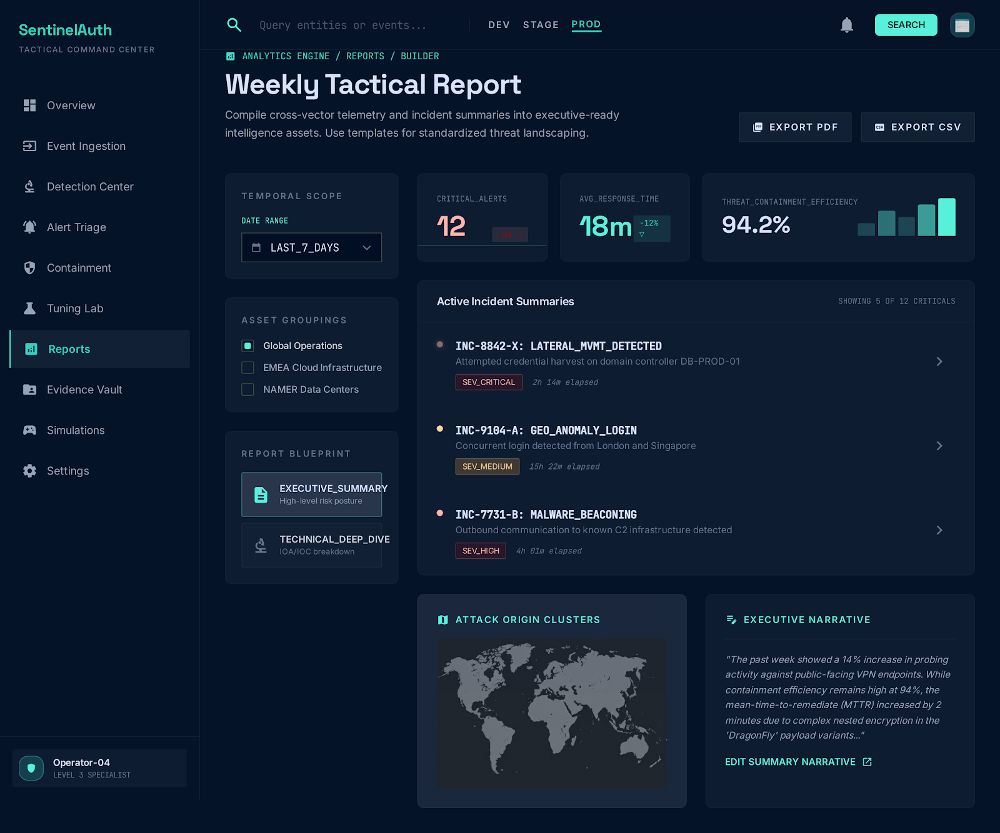 SentinelAuth
TACTICAL COMMAND CENTER
Overview
Event Ingestion
Detection Center
Alert Triage
Containment
Tuning Lab
Reports
Evidence Vault
Simulations
Settings
Operator-04
LEVEL 3 SPECIALIST
Query entities or events...
DEV STAGE PROD
SEARCH
ANALYTICS ENGINE / REPORTS / BUILDER
Weekly Tactical Report
Compile cross-vector telemetry and incident summaries into executive-ready
intelligence assets. Use templates for standardized threat landscaping.
EXPORT PDF
EXPORT CSV
TEMPORAL SCOPE
DATE RANGE
LAST_7_DAYS
ASSET GROUPINGS
Global Operations
EMEA Cloud Infrastructure
NAMER Data Centers
REPORT BLUEPRINT
EXECUTIVE_SUMMARY
High-level risk posture
TECHNICAL_DEEP_DIVE
IOA/IOC breakdown
CRITICAL_ALERTS
12
AVG_RESPONSE_TIME
18m
-12%
▽
THREAT_CONTAINMENT_EFFICIENCY
94.2%
Active Incident Summaries
SHOWING 5 OF 12 CRITICALS
INC-8842-X: LATERAL_MVMT_DETECTED
Attempted credential harvest on domain controller DB-PROD-01
SEV_CRITICAL 2h 14m elapsed
INC-9104-A: GEO_ANOMALY_LOGIN
Concurrent login detected from London and Singapore
SEV_MEDIUM 15h 22m elapsed
INC-7731-B: MALWARE_BEACONING
Outbound communication to known C2 infrastructure detected
SEV_HIGH 4h 01m elapsed
ATTACK ORIGIN CLUSTERS
EXECUTIVE NARRATIVE
"The past week showed a 14% increase in probing
activity against public-facing VPN endpoints. While
containment efficiency remains high at 94%, the
mean-time-to-remediate (MTTR) increased by 2
minutes due to complex nested encryption in the
'DragonFly' payload variants..."
EDIT SUMMARY NARRATIVE